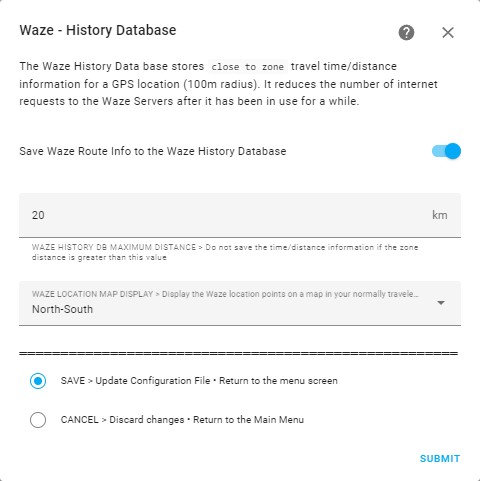 Waze - History Database
The Waze History Data base stores close to zone travel time/distance
information for a GPS location (100m radius). It reduces the number of internet
requests to the Waze Servers after it has been in use for a while.
Save Waze Route Info to the Waze History Database
20 km
WAZE HISTORY DB MAXIMUM DISTANCE > Do not save the time/distance information if the zone
distance is greater than this value
WAZE LOCATION MAP DISPLAY > Display the Waze location points on a map in your normally travele...
North-South
==========================================================
SAVE > Update Configuration File • Return to the menu screen
CANCEL > Discard changes • Return to the Main Menu
SUBMIT